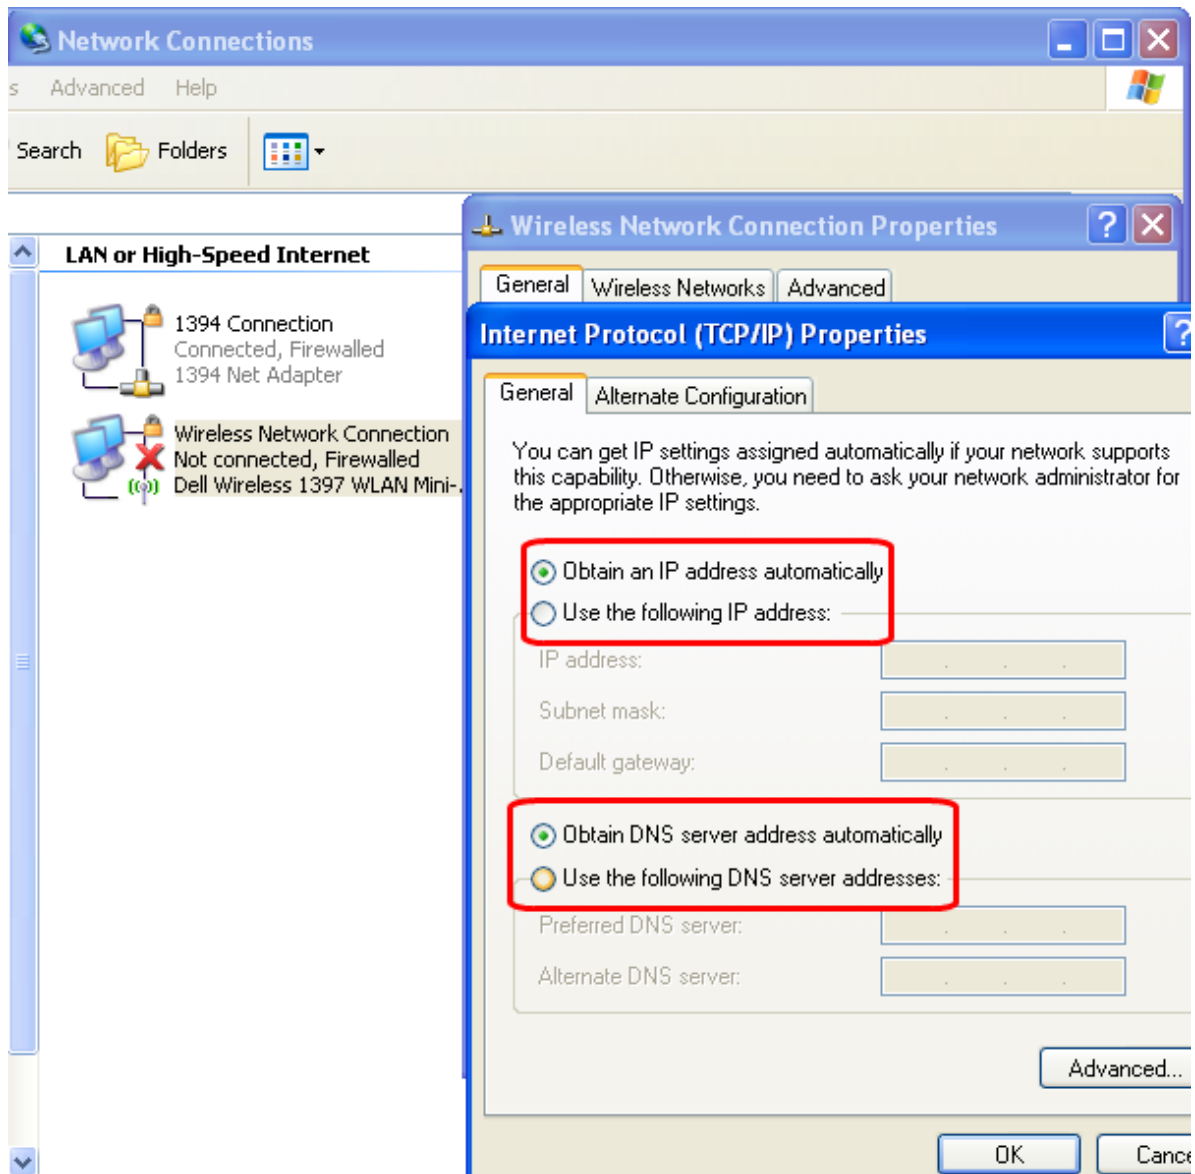 Network Connections
s Advanced Help
Search Folders
LAN or High-Speed Internet
1394 Connection
Connected, Firewalled
1394 Net Adapter
Wireless Network Connection
Not connected, Firewalled
Dell Wireless 1397 WLAN Mini-.
Wireless Network Connection Properties
General Wireless Networks Advanced
Internet Protocol (TCP/IP) Properties
General Alternate Configuration
You can get IP settings assigned automatically if your network supports
this capability. Otherwise, you need to ask your network administrator for
the appropriate IP settings.
Obtain an IP address automatically
Use the following IP address:
IP address:
Subnet mask:
Default gateway:
Obtain DNS server address automatically
Use the following DNS server addresses:
Preferred DNS server:
Alternate DNS server:
Advanced...
OK Cance